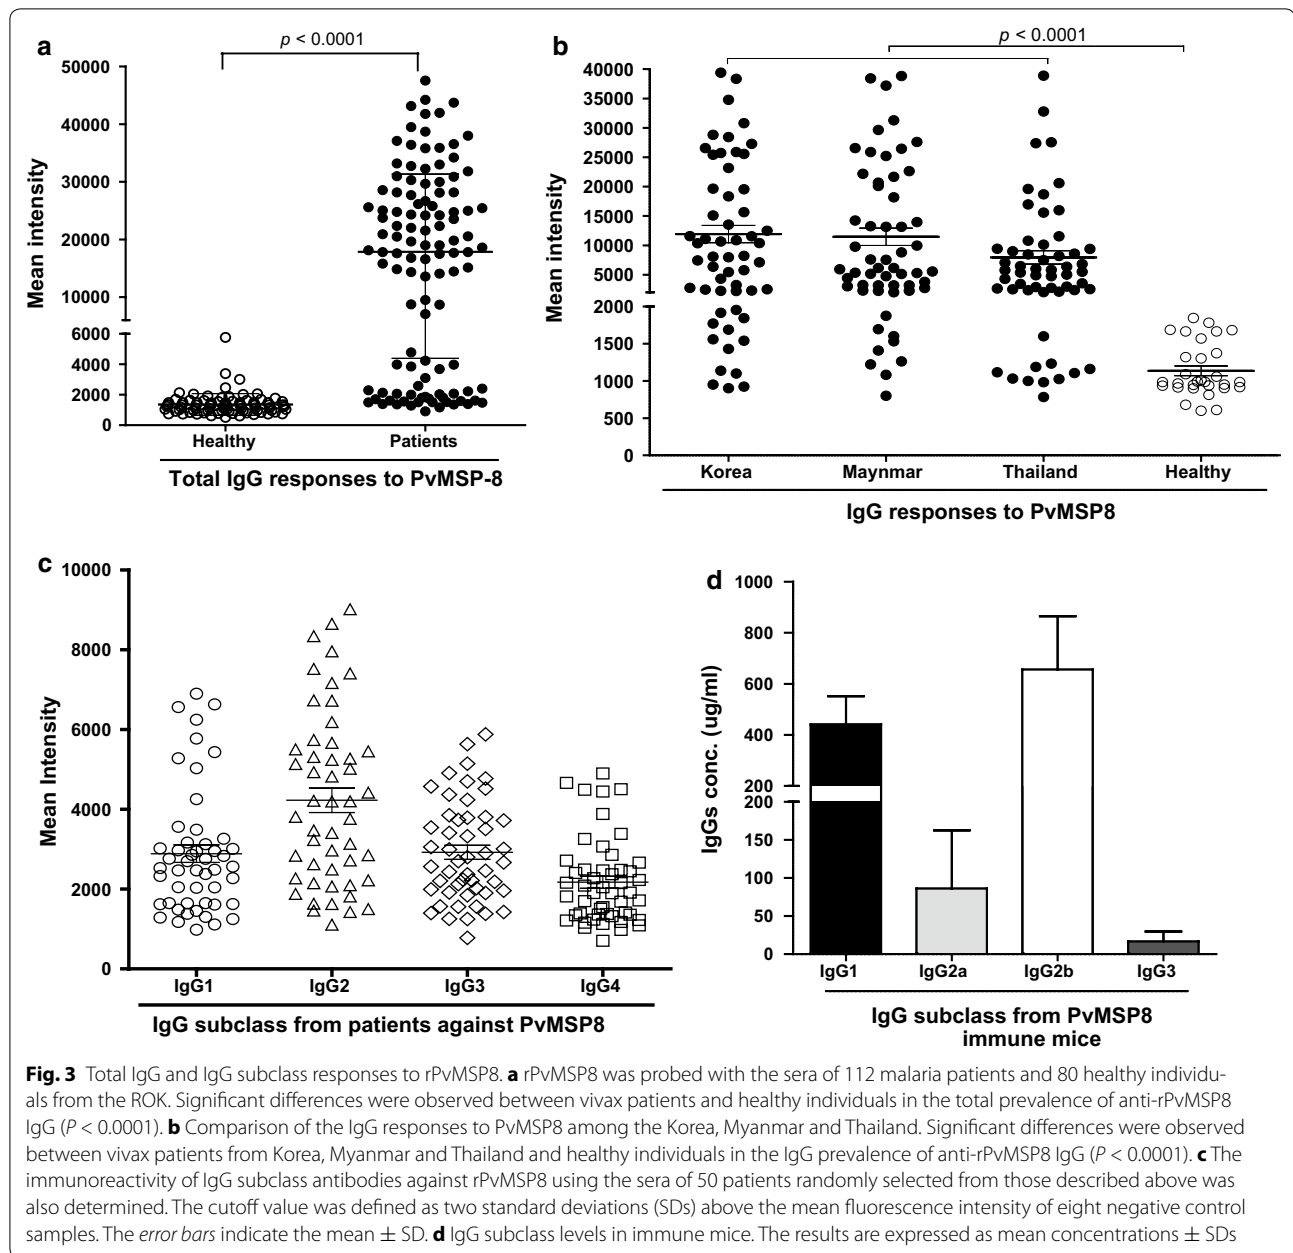 a
p < 0.0001
50000
40000
30000
20000
10000
6000
4000
2000
0
Mean intensity
Healthy
Patients
Total IgG responses to PvMSP-8
b
p < 0.0001
40000
35000
30000
25000
20000
15000
10000
5000
2000
2000
1500
1000
500
0
Mean intensity
Korea
Maynmar
Thailand
Healthy
IgG responses to PvMSP8
c
10000
8000
6000
4000
2000
0
Mean Intensity
IgG1
IgG2
IgG3
IgG4
IgG subclass from patients against PvMSP8
d
1000
800
600
400
200
200
150
100
50
0
IgGs conc. (ug/ml)
IgG1
IgG2a
IgG2b
IgG3
IgG subclass from PvMSP8
immune mice
Fig. 3 Total IgG and IgG subclass responses to rPvMSP8. a rPvMSP8 was probed with the sera of 112 malaria patients and 80 healthy individu-
als from the ROK. Significant differences were observed between vivax patients and healthy individuals in the total prevalence of anti-rPvMSP8
IgG (P < 0.0001). b Comparison of the IgG responses to PvMSP8 among the Korea, Myanmar and Thailand. Significant differences were observed
between vivax patients from Korea, Myanmar and Thailand and healthy individuals in the IgG prevalence of anti-rPvMSP8 IgG (P < 0.0001). c The
immunoreactivity of IgG subclass antibodies against rPvMSP8 using the sera of 50 patients randomly selected from those described above was
also determined. The cutoff value was defined as two standard deviations (SDs) above the mean fluorescence intensity of eight negative control
samples. The error bars indicate the mean ± SD. d IgG subclass levels in immune mice. The results are expressed as mean concentrations ± SDs